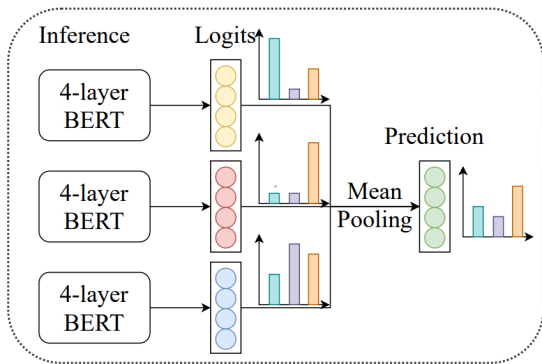 Inference
Logits
4-layer
BERT
4-layer
BERT
4-layer
BERT
Mean
Pooling
Prediction